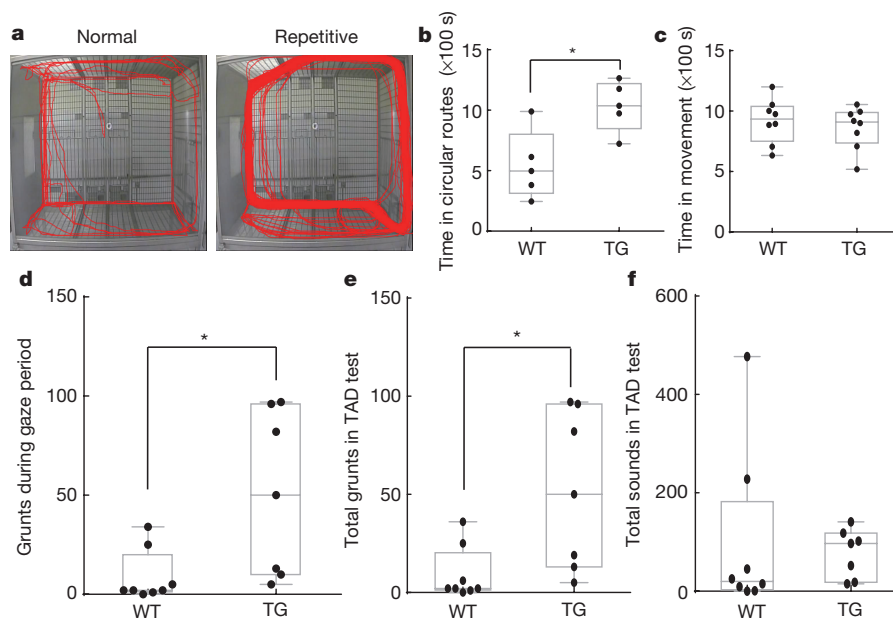 a
Normal
Repetitive
b
Time in circular routes (×100 s)
15
10
5
0
*
WT
TG
c
Time in movement (×100 s)
15
10
5
0
WT
TG
d
Grunts during gaze period
150
100
50
0
*
WT
TG
e
Total grunts in TAD test
150
100
50
0
*
WT
TG
f
Total sounds in TAD test
600
400
200
0
WT
TG